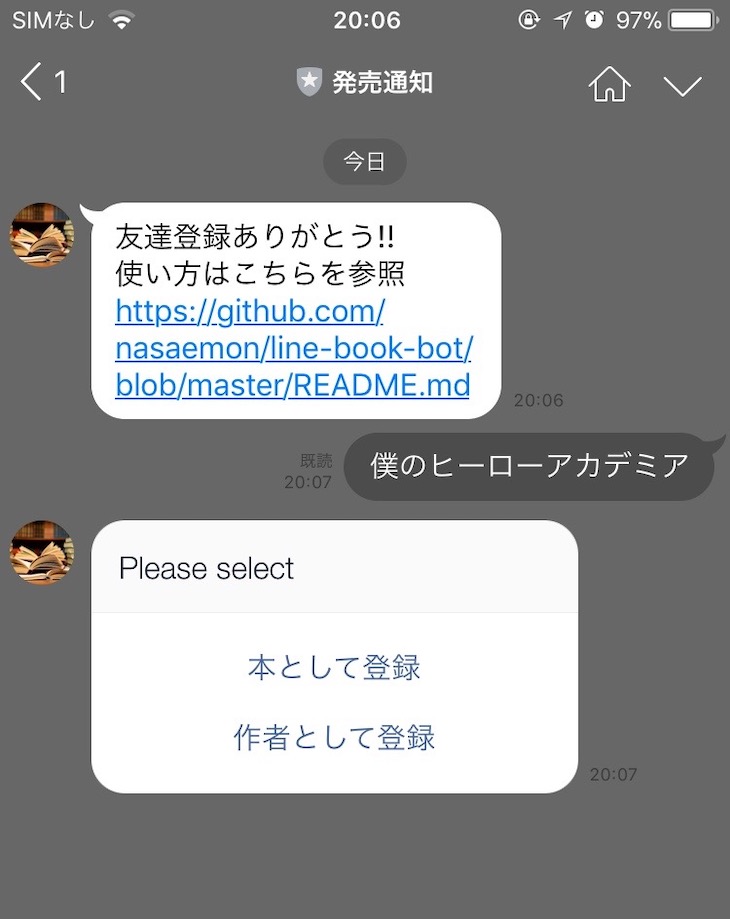 SIMなし 20:06 97%
1 発売通知
今日
友達登録ありがとう!!
使い方はこちらを参照
https://github.com/
nasaemon/line-book-bot/
blob/master/README.md
20:06
既読
20:07
僕のヒーローアカデミア
Please select
本として登録
作者として登録
20:07